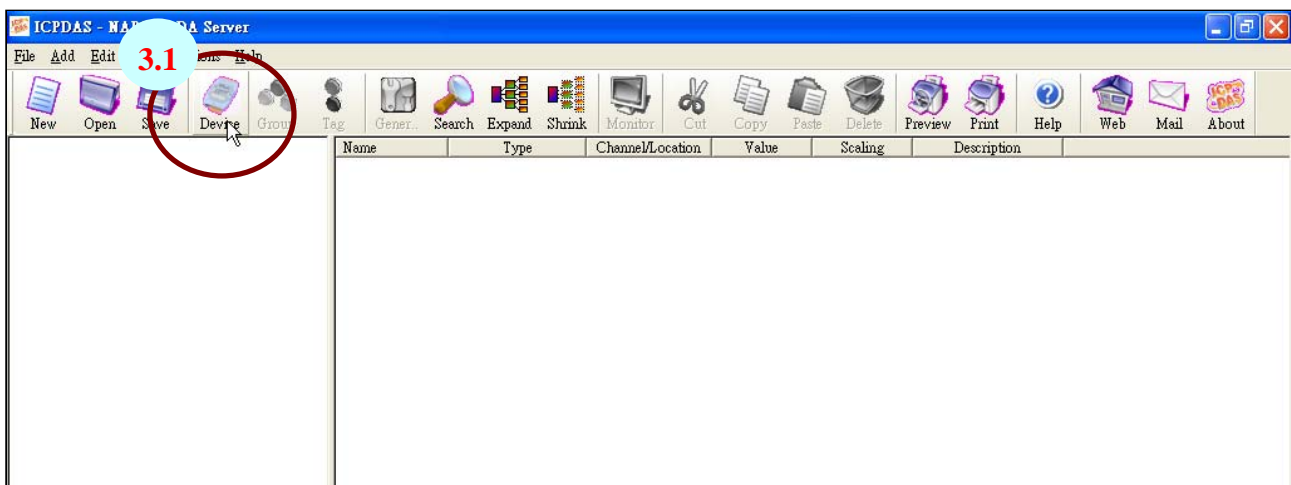 ICPDAS - NAP DA Server
File Add Edit Help
3.1
New Open Save Device Group Tag Gener.. Search Expand Shrink Monitor Cut Copy Paste Delete Preview Print Help Web Mail About
Name Type Channel/Location Value Scaling Description